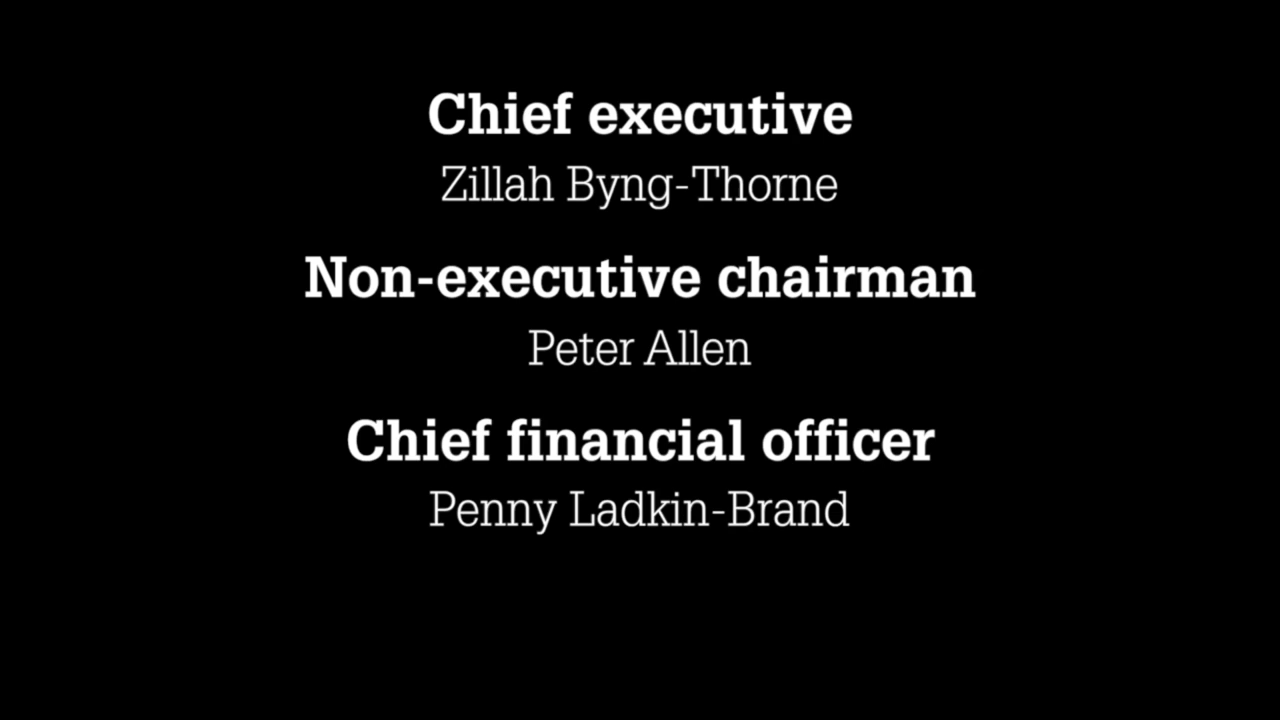 Chief executive
Zillah Byng-Thorne
Non-executive chairman
Peter Allen
Chief financial officer
Penny Ladkin-Brand